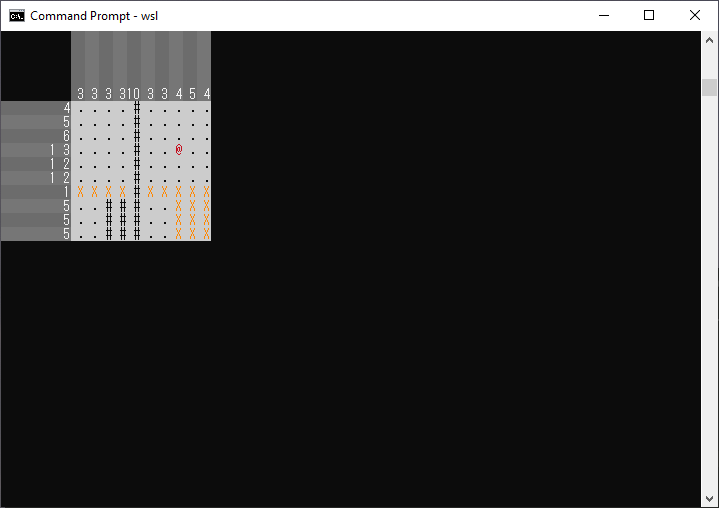 Command Prompt - wsl
3 3 3 310 3 3 4 5 4
4 . . . . # . . . . .
5 . . . . # . . . . .
6 . . . . # . . . . .
1 3 . . . . # . . @ . .
1 2 . . . . # . . . . .
1 2 . . . . # . . . . .
1 X X X X # X X X X X
5 . . # # # . . X X X
5 . . # # # . . X X X
5 . . # # # . . X X X